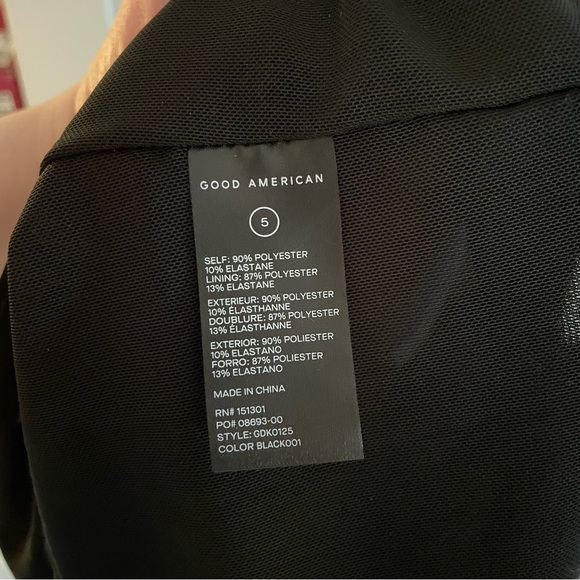 GOOD AMERICAN
5
SELF: 90% POLYESTER
10% ELASTANE
LINING: 87% POLYESTER
13% ELASTANE
EXTERIEUR: 90% POLYESTER
10% ÉLASTHANNE
DOUBLURE: 87% POLYESTER
13% ÉLASTHANNE
EXTERIOR: 90% POLIESTER
10% ELASTANO
FORRO: 87% POLIESTER
13% ELASTANO
MADE IN CHINA
RN# 151301
PO# 08693-00
STYLE: GDK0125
COLOR BLACK001